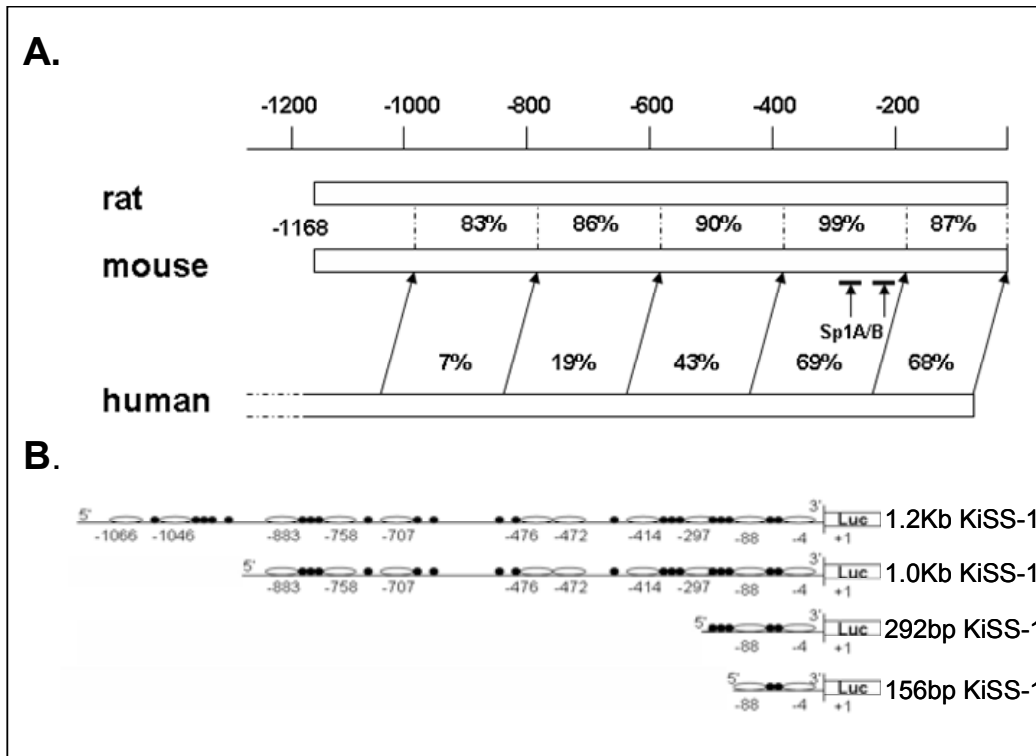 A.
-1200 -1000 -800 -600 -400 -200
rat
-1168 83% 86% 90% 99% 87%
mouse
Sp1A/B
7% 19% 43% 69% 68%
human
B.
5' 3' Luc 1.2Kb KiSS-1
-1066 -1046 -883 -758 -707 -476 -472 -414 -297 -88 -4 +1
5' 3' Luc 1.0Kb KiSS-1
-883 -758 -707 -476 -472 -414 -297 -88 -4 +1
5' 3' Luc 292bp KiSS-1
-88 -4 +1
5' 3' Luc 156bp KiSS-1
-88 -4 +1